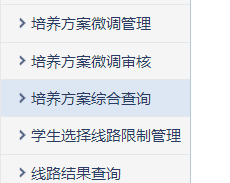 培养方案微调管理
培养方案微调审核
培养方案综合查询
学生选择线路限制管理
线路结果查询